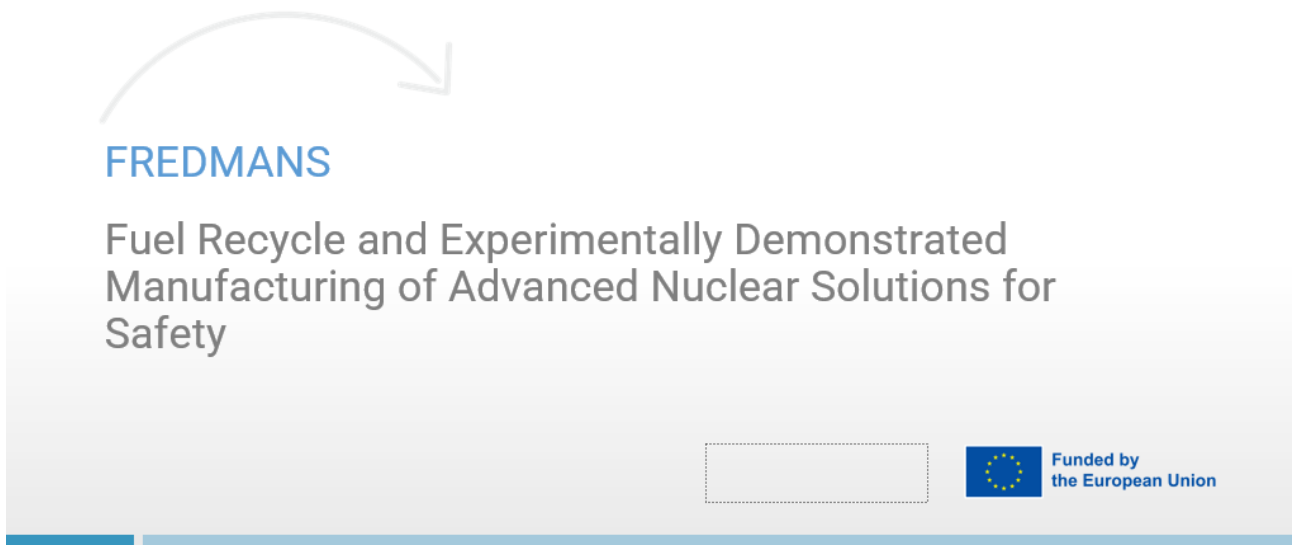 FREDMANS
Fuel Recycle and Experimentally Demonstrated
Manufacturing of Advanced Nuclear Solutions for
Safety
Funded by
the European Union